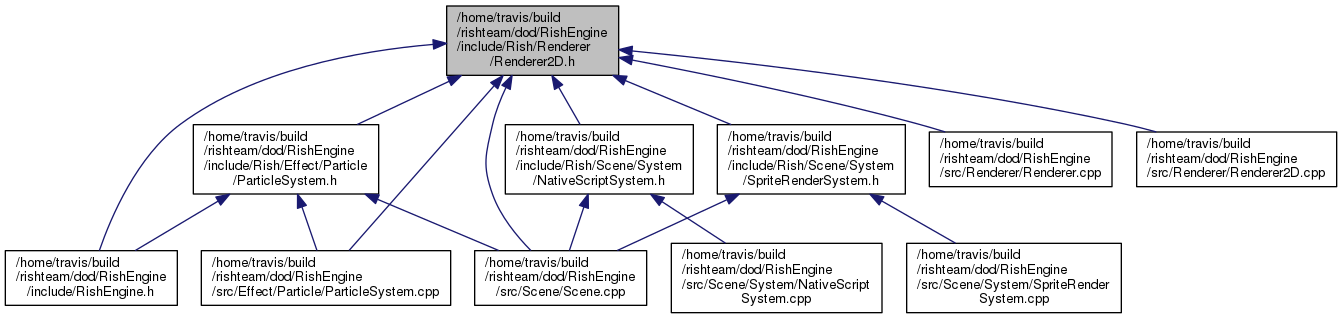 /home/travis/build
/rishteam/dod/RishEngine
/include/Rish/Renderer
/Renderer2D.h
/home/travis/build
/rishteam/dod/RishEngine
/include/Rish/Effect/Particle
/ParticleSystem.h
/home/travis/build
/rishteam/dod/RishEngine
/include/Rish/Scene/System
/NativeScriptSystem.h
/home/travis/build
/rishteam/dod/RishEngine
/include/Rish/Scene/System
/SpriteRenderSystem.h
/home/travis/build
/rishteam/dod/RishEngine
/src/Renderer/Renderer.cpp
/home/travis/build
/rishteam/dod/RishEngine
/src/Renderer/Renderer2D.cpp
/home/travis/build
/rishteam/dod/RishEngine
/include/RishEngine.h
/home/travis/build
/rishteam/dod/RishEngine
/src/Effect/Particle/ParticleSystem.cpp
/home/travis/build
/rishteam/dod/RishEngine
/src/Scene/Scene.cpp
/home/travis/build
/rishteam/dod/RishEngine
/src/Scene/System/NativeScript
System.cpp
/home/travis/build
/rishteam/dod/RishEngine
/src/Scene/System/SpriteRender
System.cpp